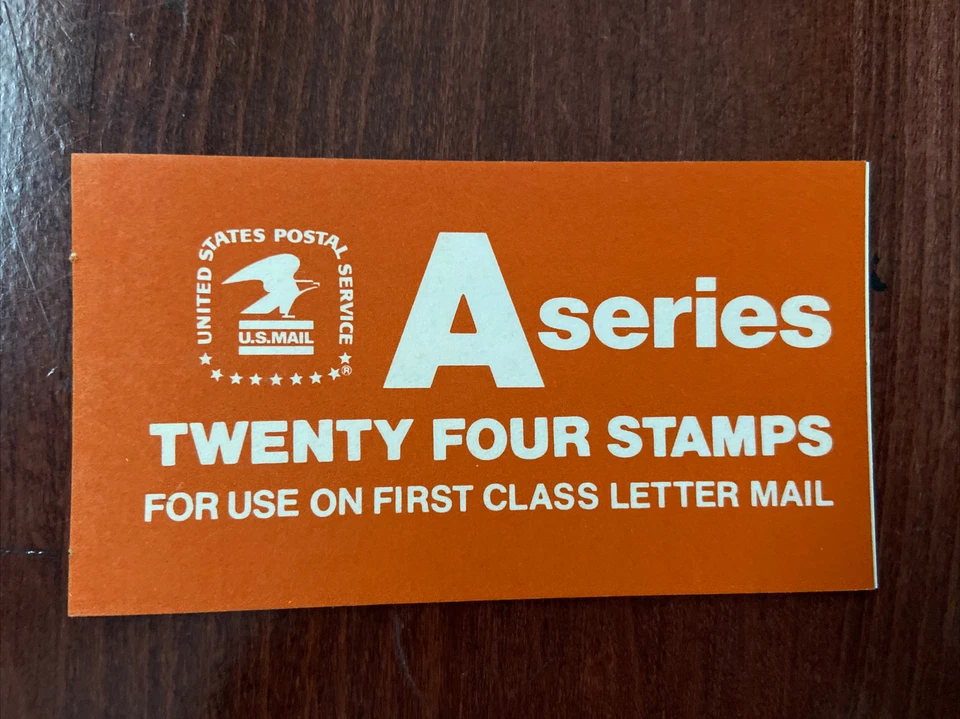 UNITED STATES POSTAL SERVICE ®
U.S.MAIL
A series
TWENTY FOUR STAMPS
FOR USE ON FIRST CLASS LETTER MAIL